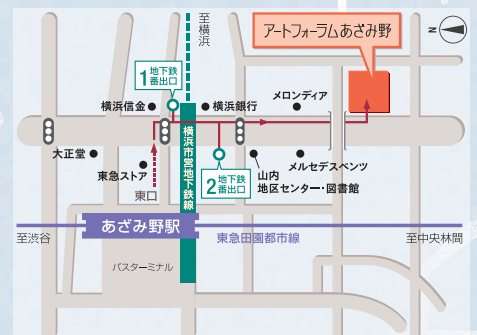 至横浜
アートフォーラムあざみ野
N
1 地下鉄
番出口
メロンディア
横浜信金
横浜銀行
大正堂
東急ストア
横浜市営地下鉄線
山内
地区センター・図書館
メルセデスベンツ
2 地下鉄
番出口
東口
あざみ野駅
至渋谷
東急田園都市線
至中央林間
バスターミナル